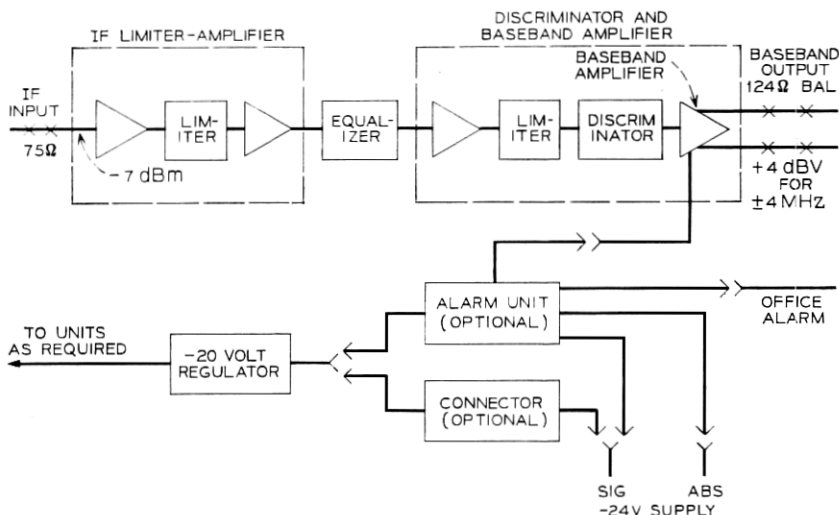 IF LIMITER-AMPLIFIER
DISCRIMINATOR AND
BASEBAND AMPLIFIER
BASEBAND
AMPLIFIER
BASEBAND
OUTPUT
124Ω BAL
IF
INPUT
75Ω
-7 dBm
LIM-
ITER
EQUAL-
IZER
LIM-
ITER
DISCRIM
INATOR
+4 dBV
FOR
±4 MHz
ALARM UNIT
(OPTIONAL)
OFFICE
ALARM
TO UNITS
AS REQUIRED
-20 VOLT
REGULATOR
CONNECTOR
(OPTIONAL)
SIG
ABS
-24V SUPPLY